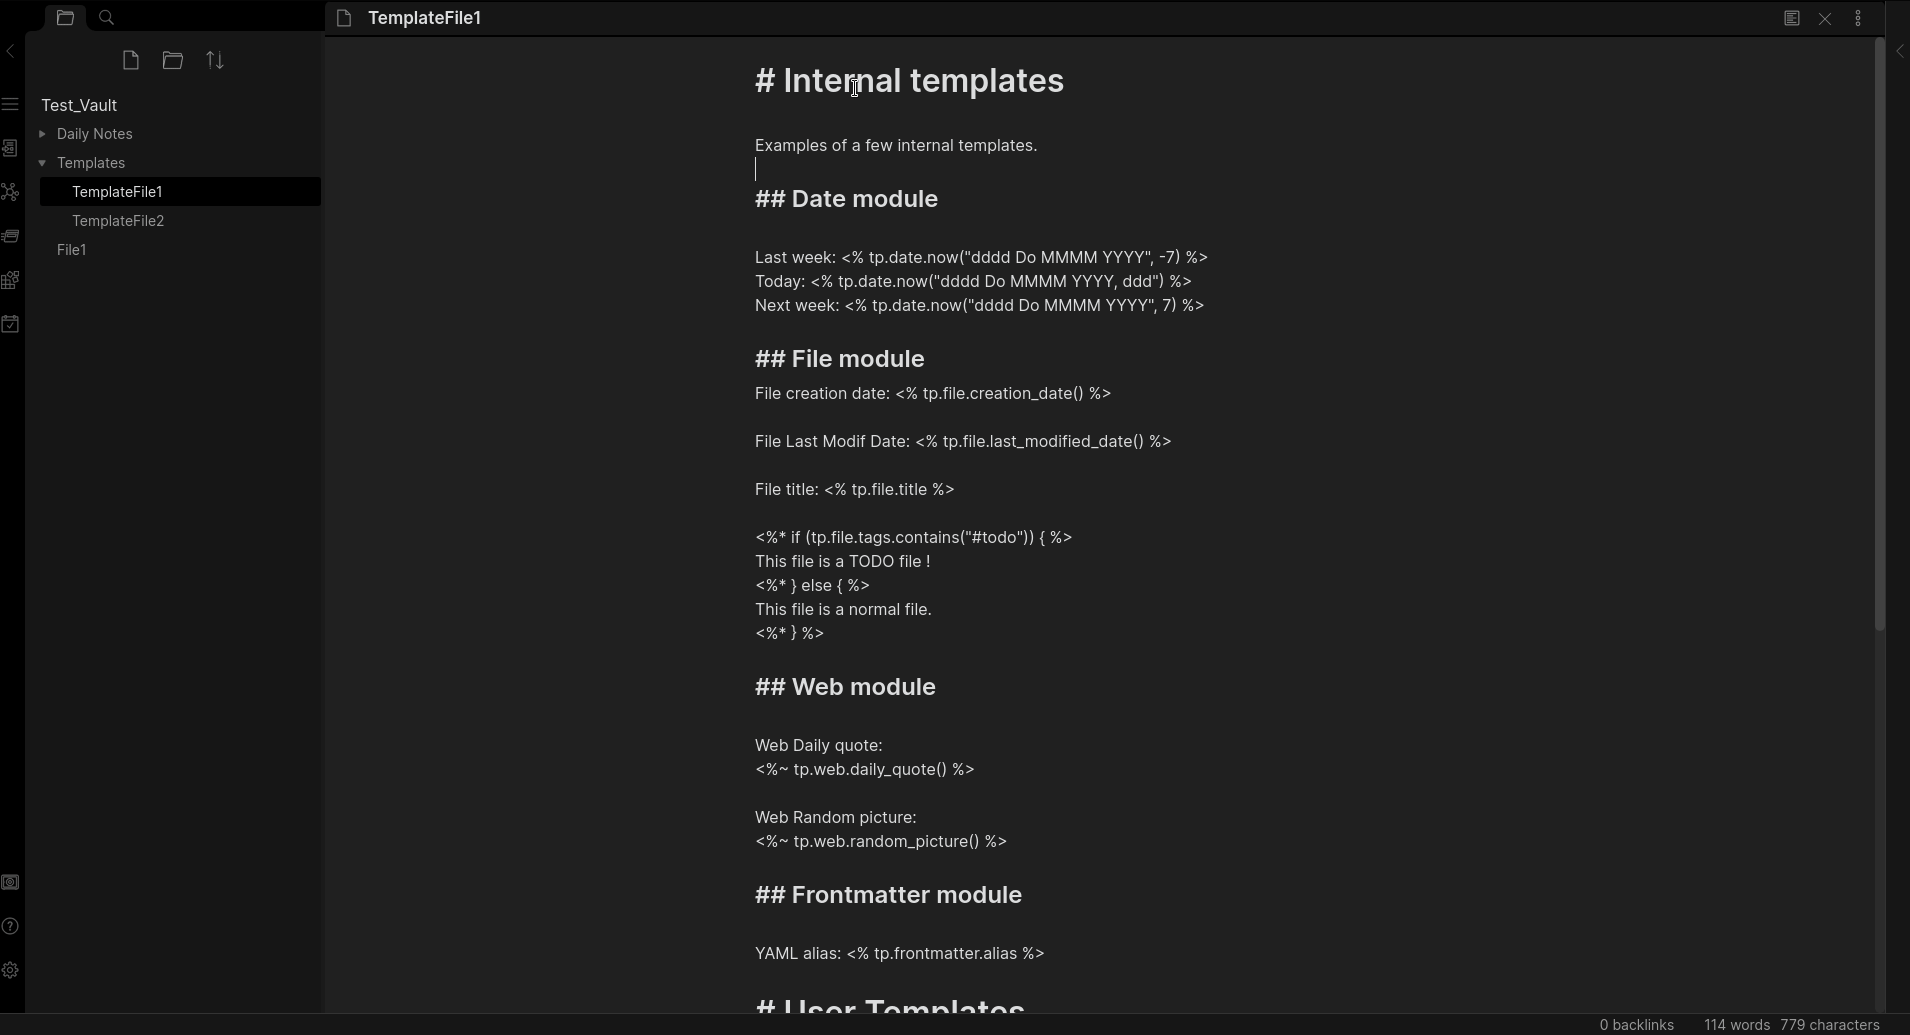 TemplateFile1
Test_Vault
Daily Notes
Templates
TemplateFile1
TemplateFile2
File1
# Internal templates
Examples of a few internal templates.
## Date module
Last week: <% tp.date.now("dddd Do MMMM YYYY", -7) %>
Today: <% tp.date.now("dddd Do MMMM YYYY, ddd") %>
Next week: <% tp.date.now("dddd Do MMMM YYYY", 7) %>
## File module
File creation date: <% tp.file.creation_date() %>
File Last Modif Date: <% tp.file.last_modified_date() %>
File title: <% tp.file.title %>
<%* if (tp.file.tags.contains("#todo")) { %>
This file is a TODO file !
<%* } else { %>
This file is a normal file.
<%* } %>
## Web module
Web Daily quote:
<%~ tp.web.daily_quote() %>
Web Random picture:
<%~ tp.web.random_picture() %>
## Frontmatter module
YAML alias: <% tp.frontmatter.alias %>
# User Templates
0 backlinks 114 words 779 characters